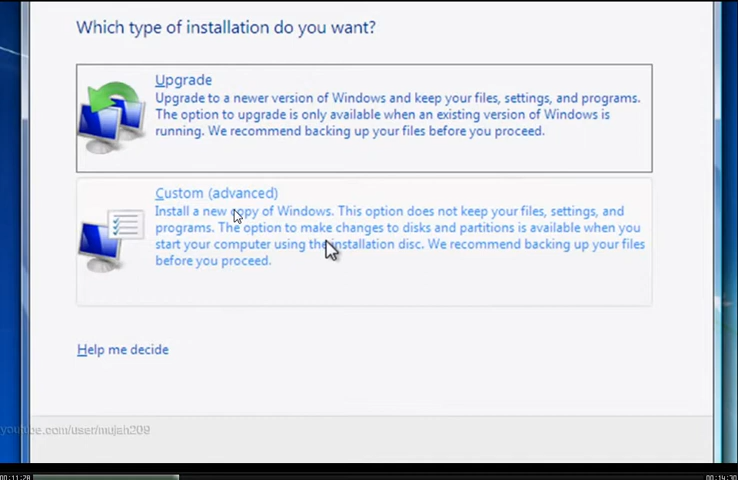 Which type of installation do you want?
Upgrade
Upgrade to a newer version of Windows and keep your files, settings, and programs.
The option to upgrade is only available when an existing version of Windows is
running. We recommend backing up your files before you proceed.
Custom (advanced)
Install a new copy of Windows. This option does not keep your files, settings, and
programs. The option to make changes to disks and partitions is available when you
start your computer using the installation disc. We recommend backing up your files
before you proceed.
Help me decide
youtube.com/user/mujah209
00:11:28
00:14:30